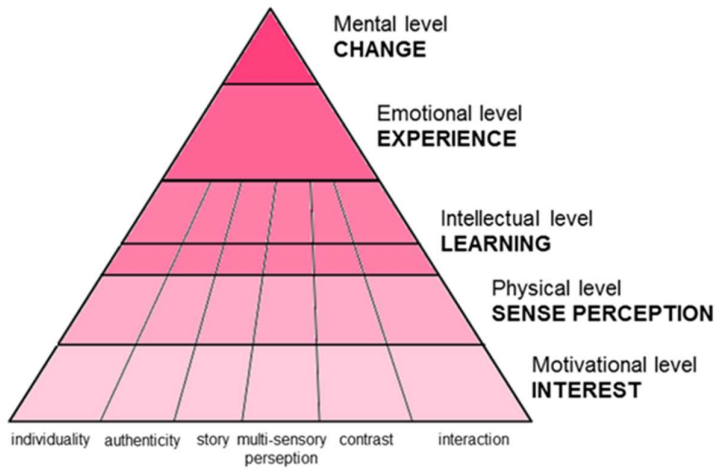 Mental level
CHANGE
Emotional level
EXPERIENCE
Intellectual level
LEARNING
Physical level
SENSE PERCEPTION
Motivational level
INTEREST
individuality authenticity story multi-sensory contrast interaction
perseption